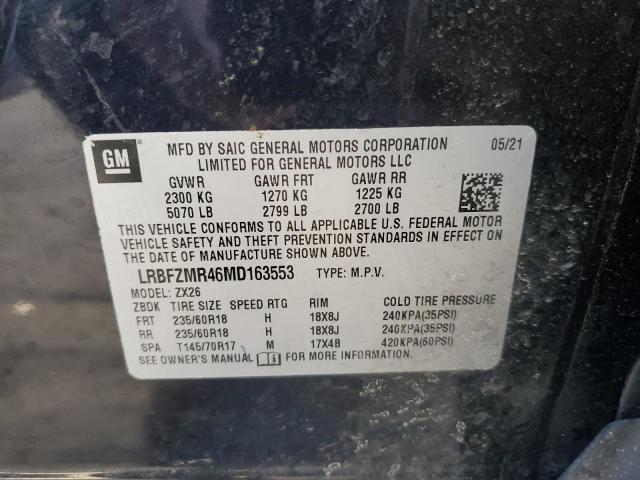 GM
MFD BY SAIC GENERAL MOTORS CORPORATION 05/21
LIMITED FOR GENERAL MOTORS LLC
GVWR GAWR FRT GAWR RR
2300 KG 1270 KG 1225 KG
5070 LB 2799 LB 2700 LB
THIS VEHICLE CONFORMS TO ALL APPLICABLE U.S. FEDERAL MOTOR
VEHICLE SAFETY AND THEFT PREVENTION STANDARDS IN EFFECT ON
THE DATE OF MANUFACTURE SHOWN ABOVE.
LRBFZMR46MD163553 TYPE: M.P.V.
MODEL: ZX26
ZBDK TIRE SIZE SPEED RTG RIM COLD TIRE PRESSURE
FRT 235/60R18 H 18X8J 240KPA(35PSI)
RR 235/60R18 H 18X8J 240KPA(35PSI)
SPA T145/70R17 M 17X4B 420KPA(60PSI)
SEE OWNER'S MANUAL FOR MORE INFORMATION.